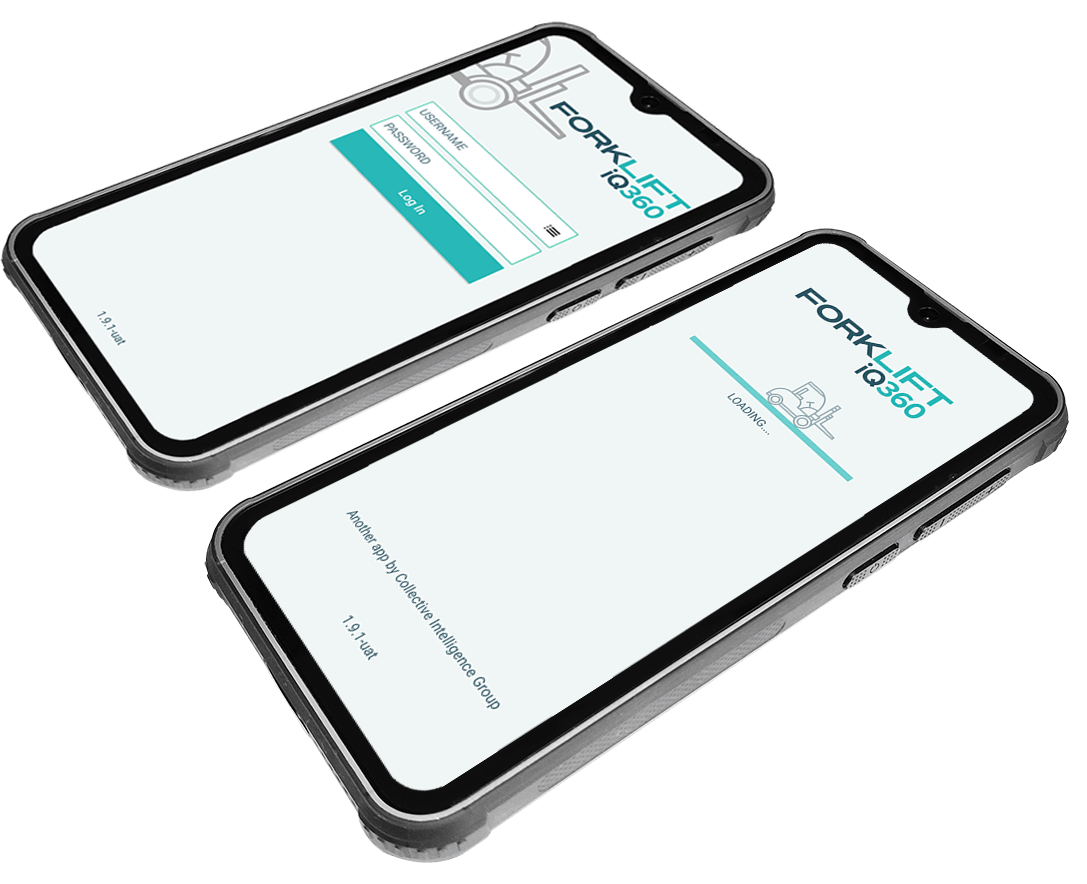 FORKLIFT
iQ360
USERNAME
PASSWORD
Log In
1.9.1-uat
FORKLIFT
iQ360
LOADING....
Another app by Collective Intelligence Group
1.9.1-uat